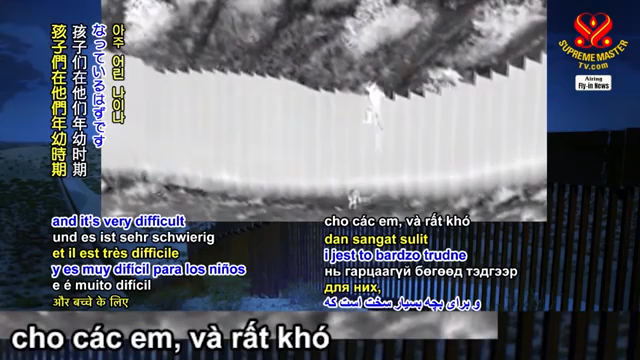 아주 어린 나이나
なっているはずです
孩子们在他们年幼时期
孩子們在他們年幼時期
SUPREME MASTER
TV.com
Airing
Fly-in News
and it's very difficult
und es ist sehr schwierig
et il est très difficile
y es muy difícil para los niños
e é muito difícil
और बच्चे के लिए
cho các em, và rất khó
dan sangat sulit
i jest to bardzo trudne
нь гарцаагүй бөгөөд тэдгээр
для них,
و برای بچه بسیار سخت است که
cho các em, và rất khó